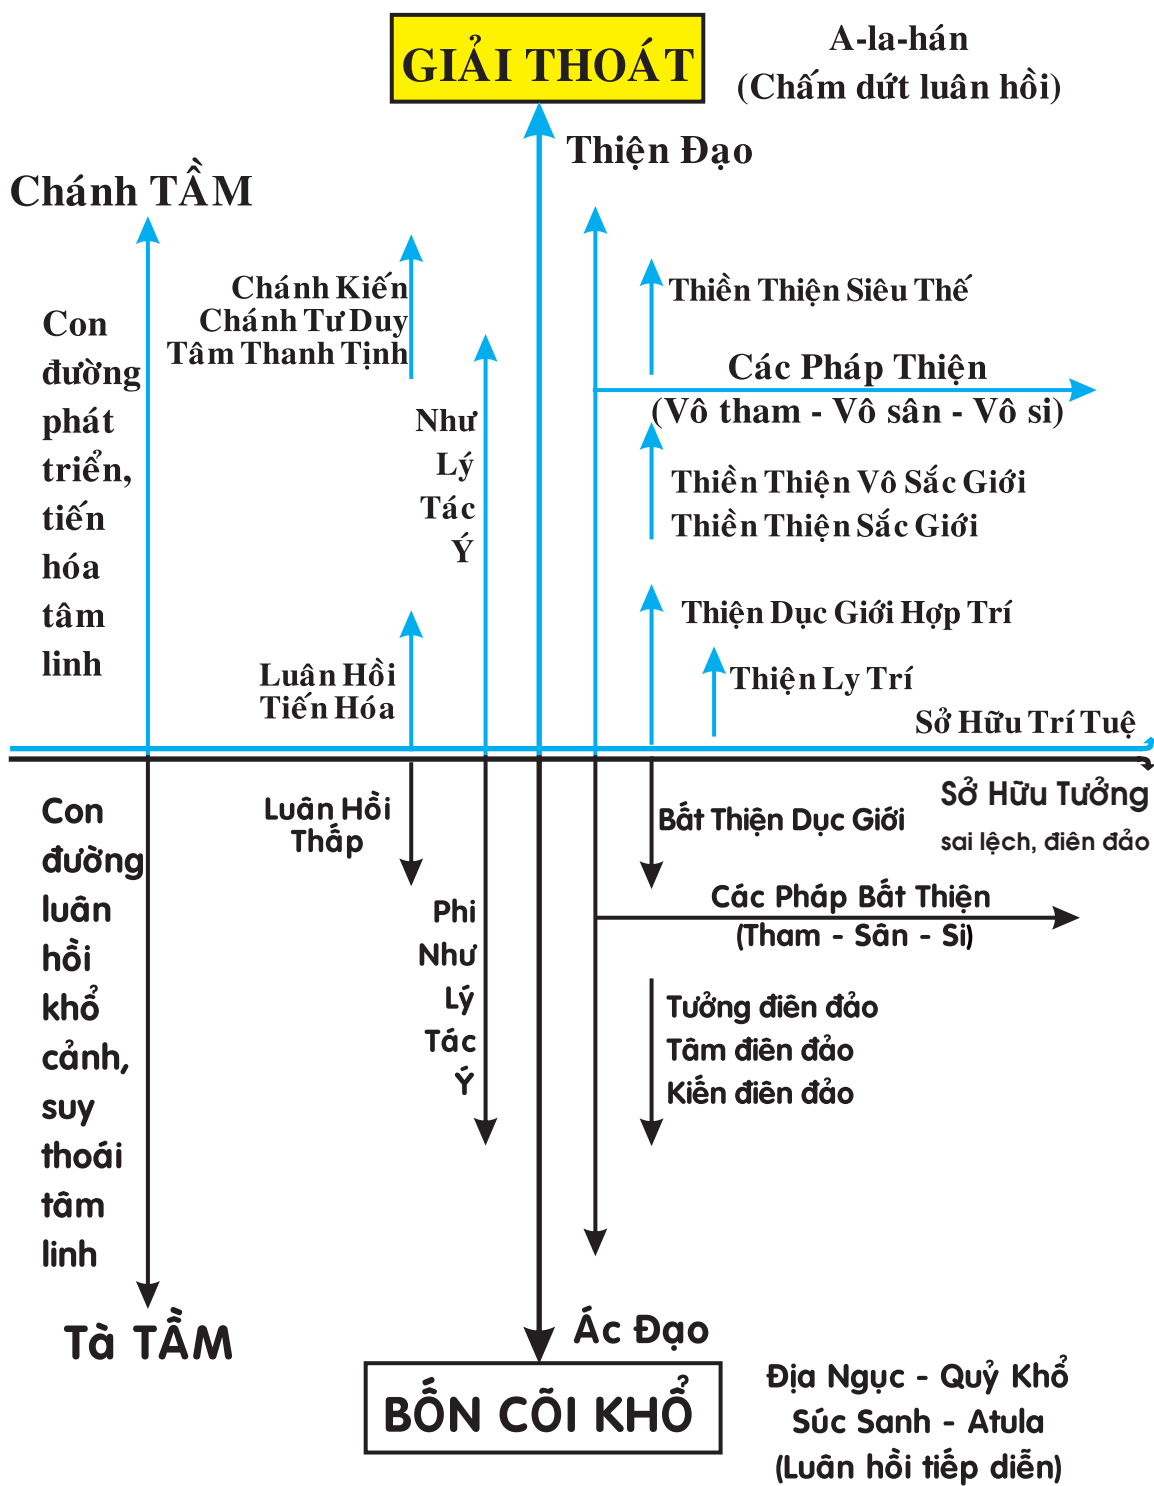 GIẢI THOÁT
A-la-hán
(Chấm dứt luân hồi)
Thiện Đạo
Chánh TẦM
Con
đường
phát
triển,
tiến
hóa
tâm
linh
Chánh Kiến
Chánh Tư Duy
Tâm Thanh Tịnh
Như
Lý
Tác
Ý
Luân Hồi
Tiến Hóa
Thiền Thiện Siêu Thế
Các Pháp Thiện
(Vô tham - Vô sân - Vô si)
Thiền Thiện Vô Sắc Giới
Thiền Thiện Sắc Giới
Thiện Dục Giới Hợp Trí
Thiện Ly Trí
Sở Hữu Trí Tuệ
Sở Hữu Tưởng
sai lệch, điên đảo
Con
đường
luân
hồi
khổ
cảnh,
suy
thoái
tâm
linh
Tà TẦM
Luân Hồi
Thấp
Phi
Như
Lý
Tác
Ý
Bất Thiện Dục Giới
Các Pháp Bất Thiện
(Tham - Sân - Si)
Tưởng điên đảo
Tâm điên đảo
Kiến điên đảo
Ác Đạo
BỐN CÕI KHỔ
Địa Ngục - Quỷ Khổ
Súc Sanh - Atula
(Luân hồi tiếp diễn)